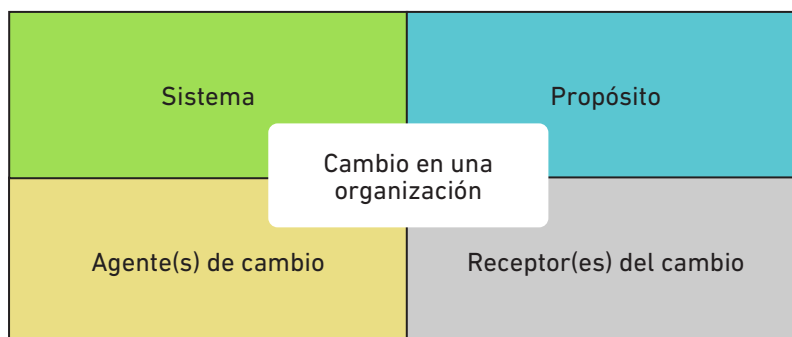 Sistema
Propósito
Cambio en una
organización
Agente(s) de cambio
Receptor(es) del cambio